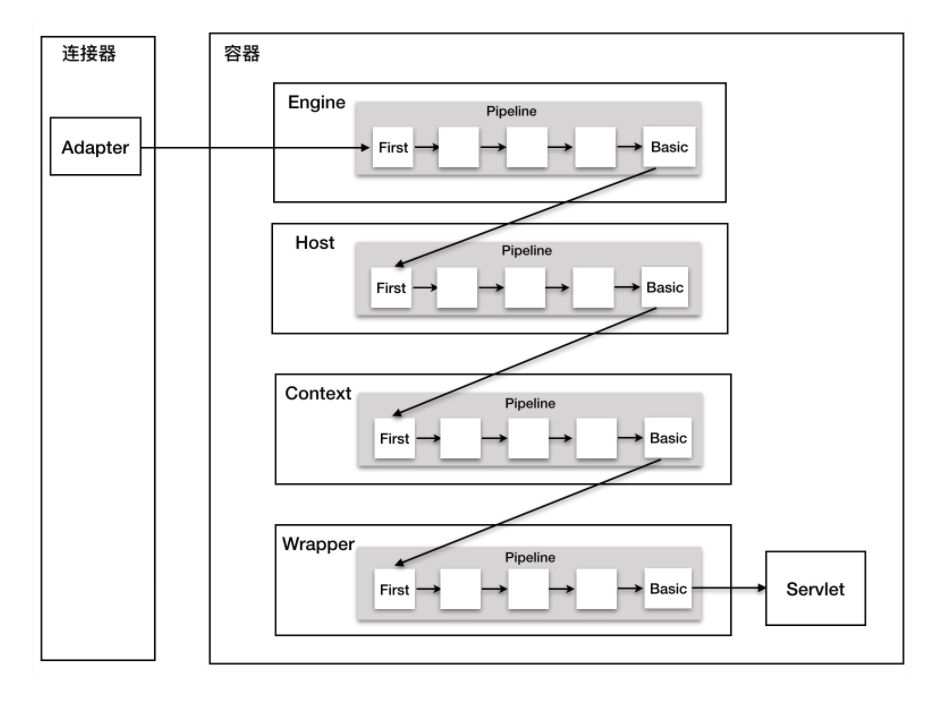 连接器
容器
Engine
Pipeline
Adapter
First
Basic
Host
Pipeline
First
Basic
Context
Pipeline
First
Basic
Wrapper
Pipeline
First
Basic
Servlet